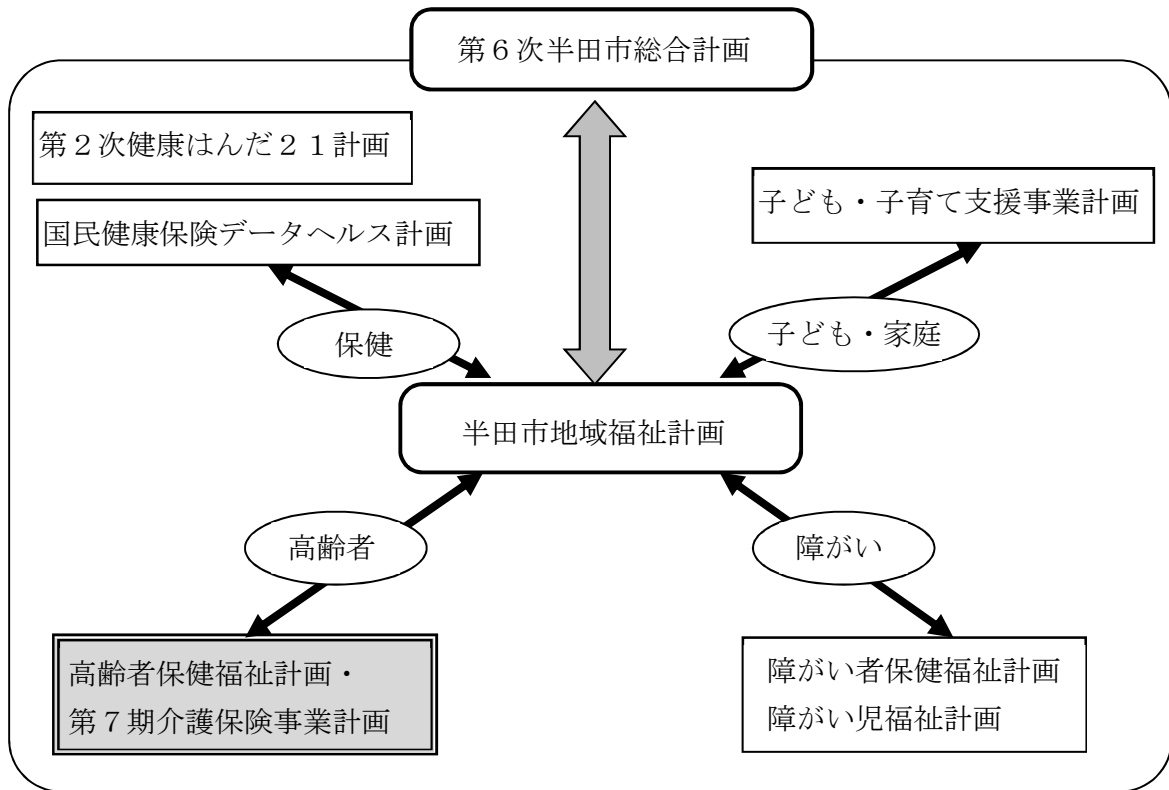 第６次半田市総合計画
第２次健康はんだ２１計画
国民健康保険データヘルス計画
子ども・子育て支援事業計画
保健
子ども・家庭
半田市地域福祉計画
高齢者
障がい
高齢者保健福祉計画・
第７期介護保険事業計画
障がい者保健福祉計画
障がい児福祉計画